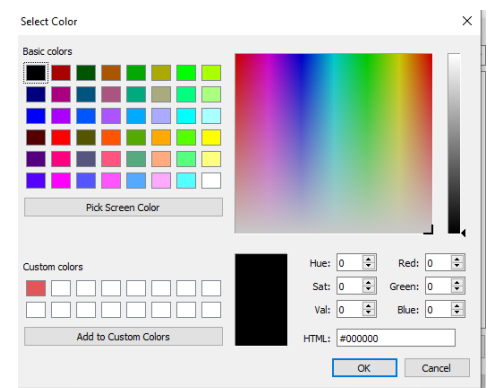 Select Color
Basic colors
Pick Screen Color
Custom colors
Add to Custom Colors
Hue: 0
Red: 0
Sat: 0
Green: 0
Val: 0
Blue: 0
HTML: #000000
OK
Cancel